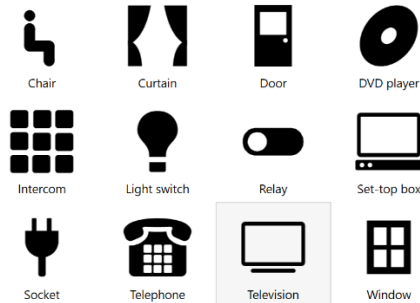 Chair
Curtain
Door
DVD player
Intercom
Light switch
Relay
Set-top box
Socket
Telephone
Television
Window